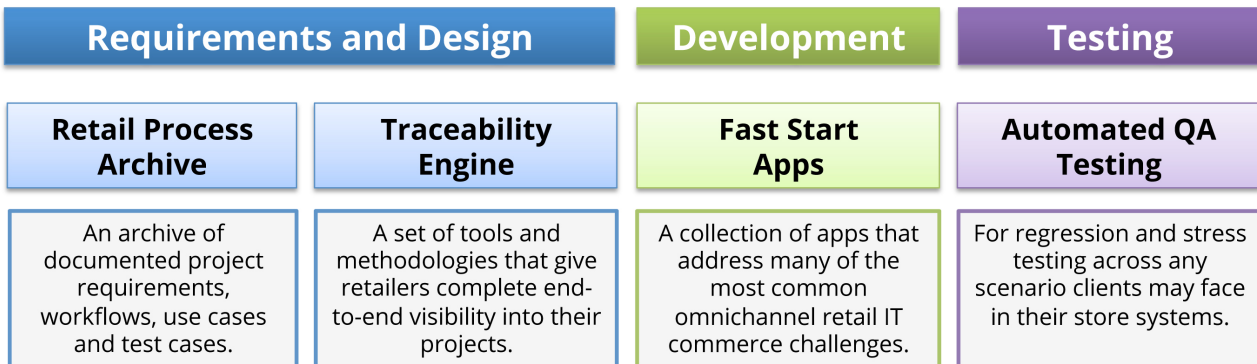 Requirements and Design
Development
Testing
Retail Process
Archive
Traceability
Engine
Fast Start
Apps
Automated QA
Testing
An archive of
documented project
requirements,
workflows, use cases
and test cases.
A set of tools and
methodologies that give
retailers complete end-
to-end visibility into their
projects.
A collection of apps that
address many of the
most common
omnichannel retail IT
commerce challenges.
For regression and stress
testing across any
scenario clients may face
in their store systems.